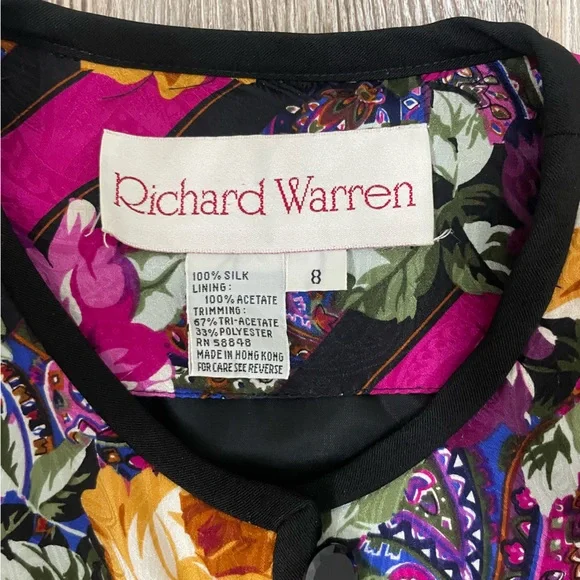 Richard Warren
100% SILK
LINING:
100% ACETATE
TRIMMING:
67% TRI-ACETATE
33% POLYESTER
RN 58848
MADE IN HONG KONG
FOR CARE SEE REVERSE
8